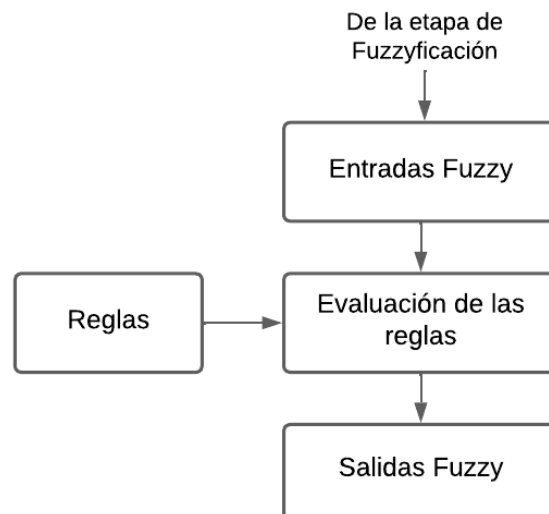 De la etapa de
Fuzzyficación
Entradas Fuzzy
Reglas
Evaluación de las
reglas
Salidas Fuzzy